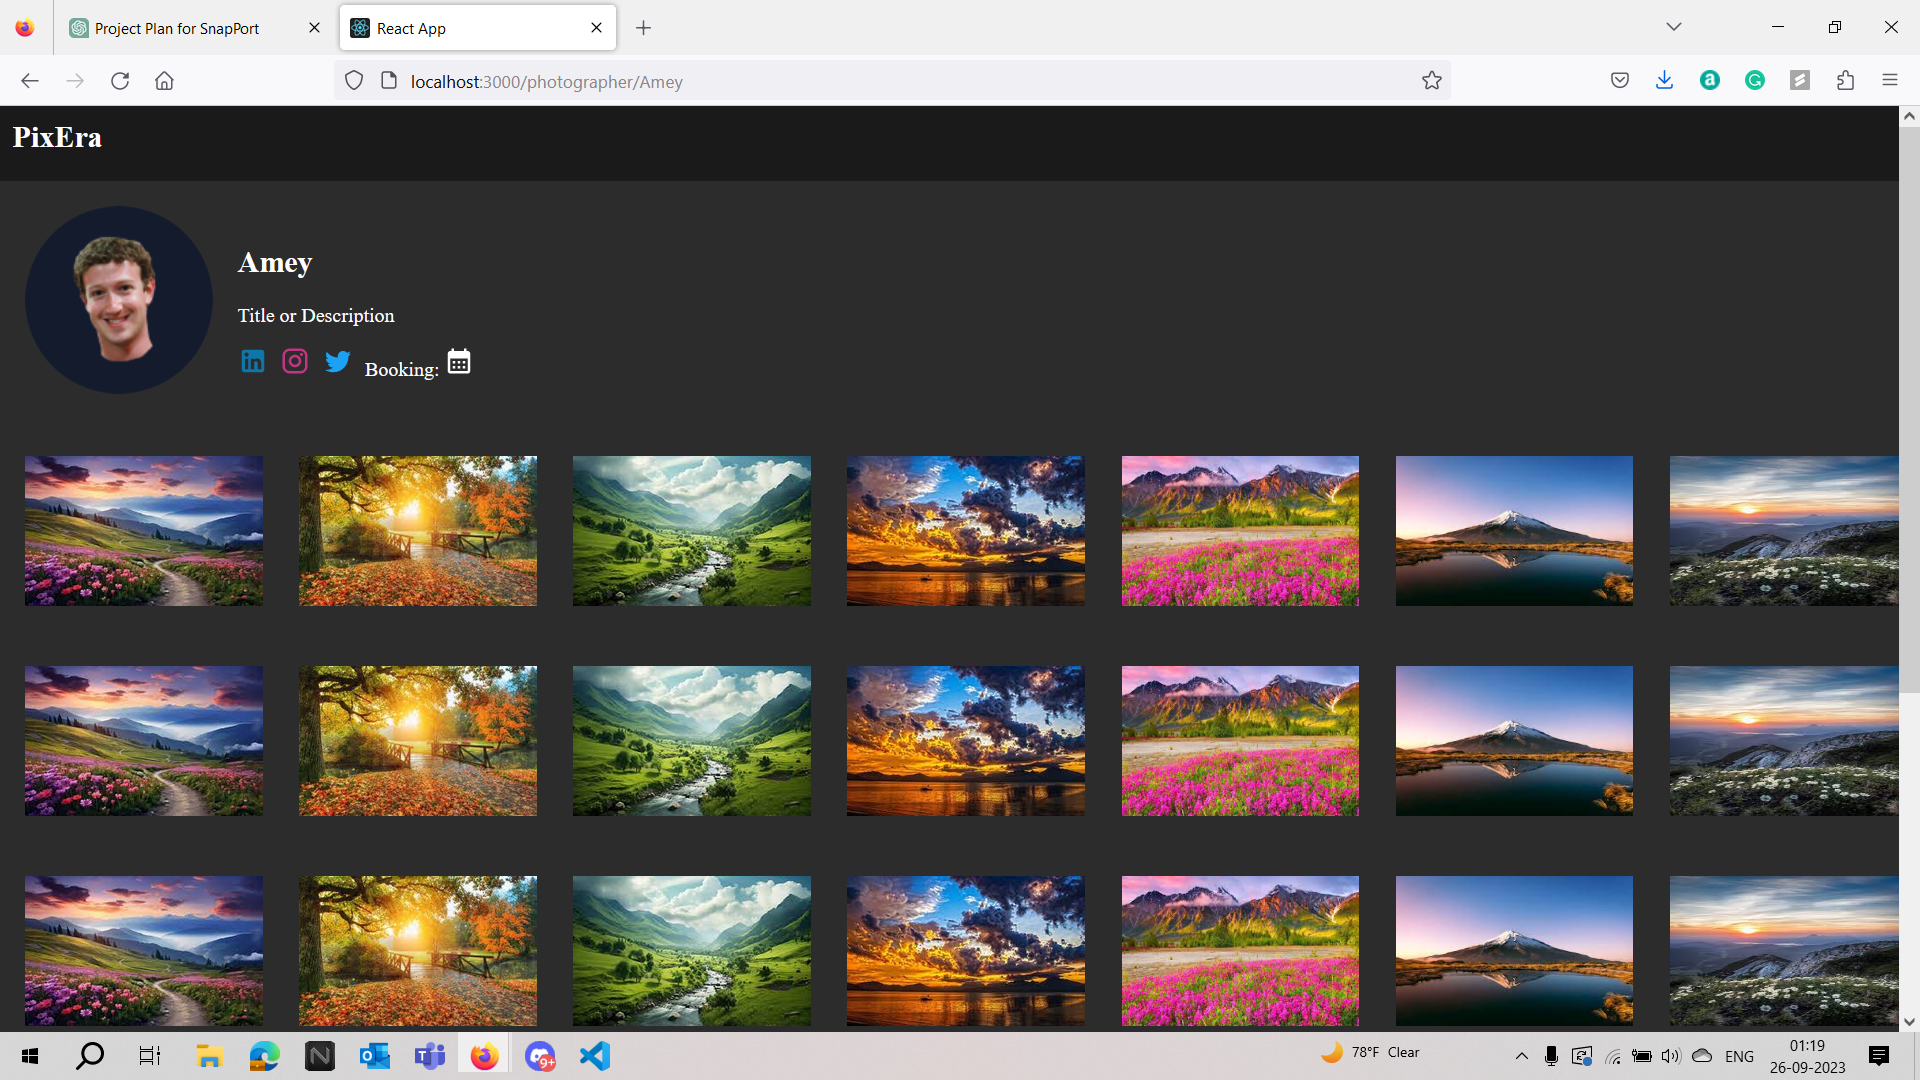 Project Plan for SnapPort
React App
localhost:3000/photographer/Amey
PixEra
Amey
Title or Description
Booking:
9+
78°F Clear
ENG
01:19
26-09-2023